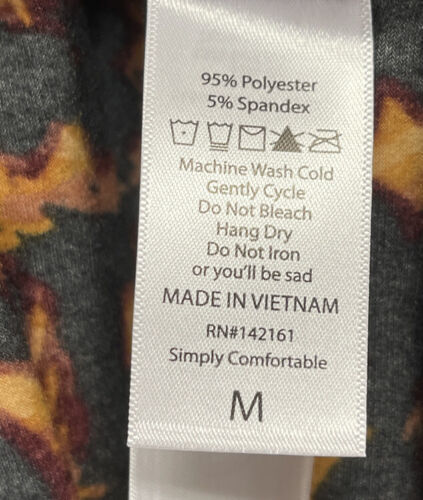 95% Polyester
5% Spandex
Machine Wash Cold
Gently Cycle
Do Not Bleach
Hang Dry
Do Not Iron
or you'll be sad
MADE IN VIETNAM
RN#142161
Simply Comfortable
M